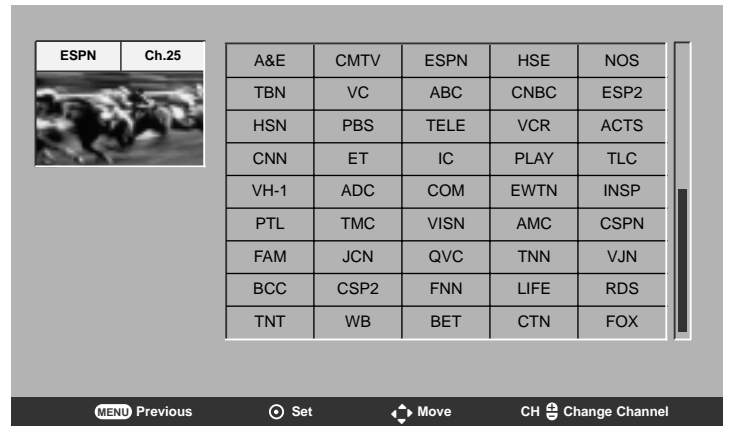 ESPN Ch.25
A&E CMTV ESPN HSE NOS
TBN VC ABC CNBC ESP2
HSN PBS TELE VCR ACTS
CNN ET IC PLAY TLC
VH-1 ADC COM EWTN INSP
PTL TMC VISN AMC CSPN
FAM JCN QVC TNN VJN
BCC CSP2 FNN LIFE RDS
TNT WB BET CTN FOX
MENU Previous Set Move CH Change Channel